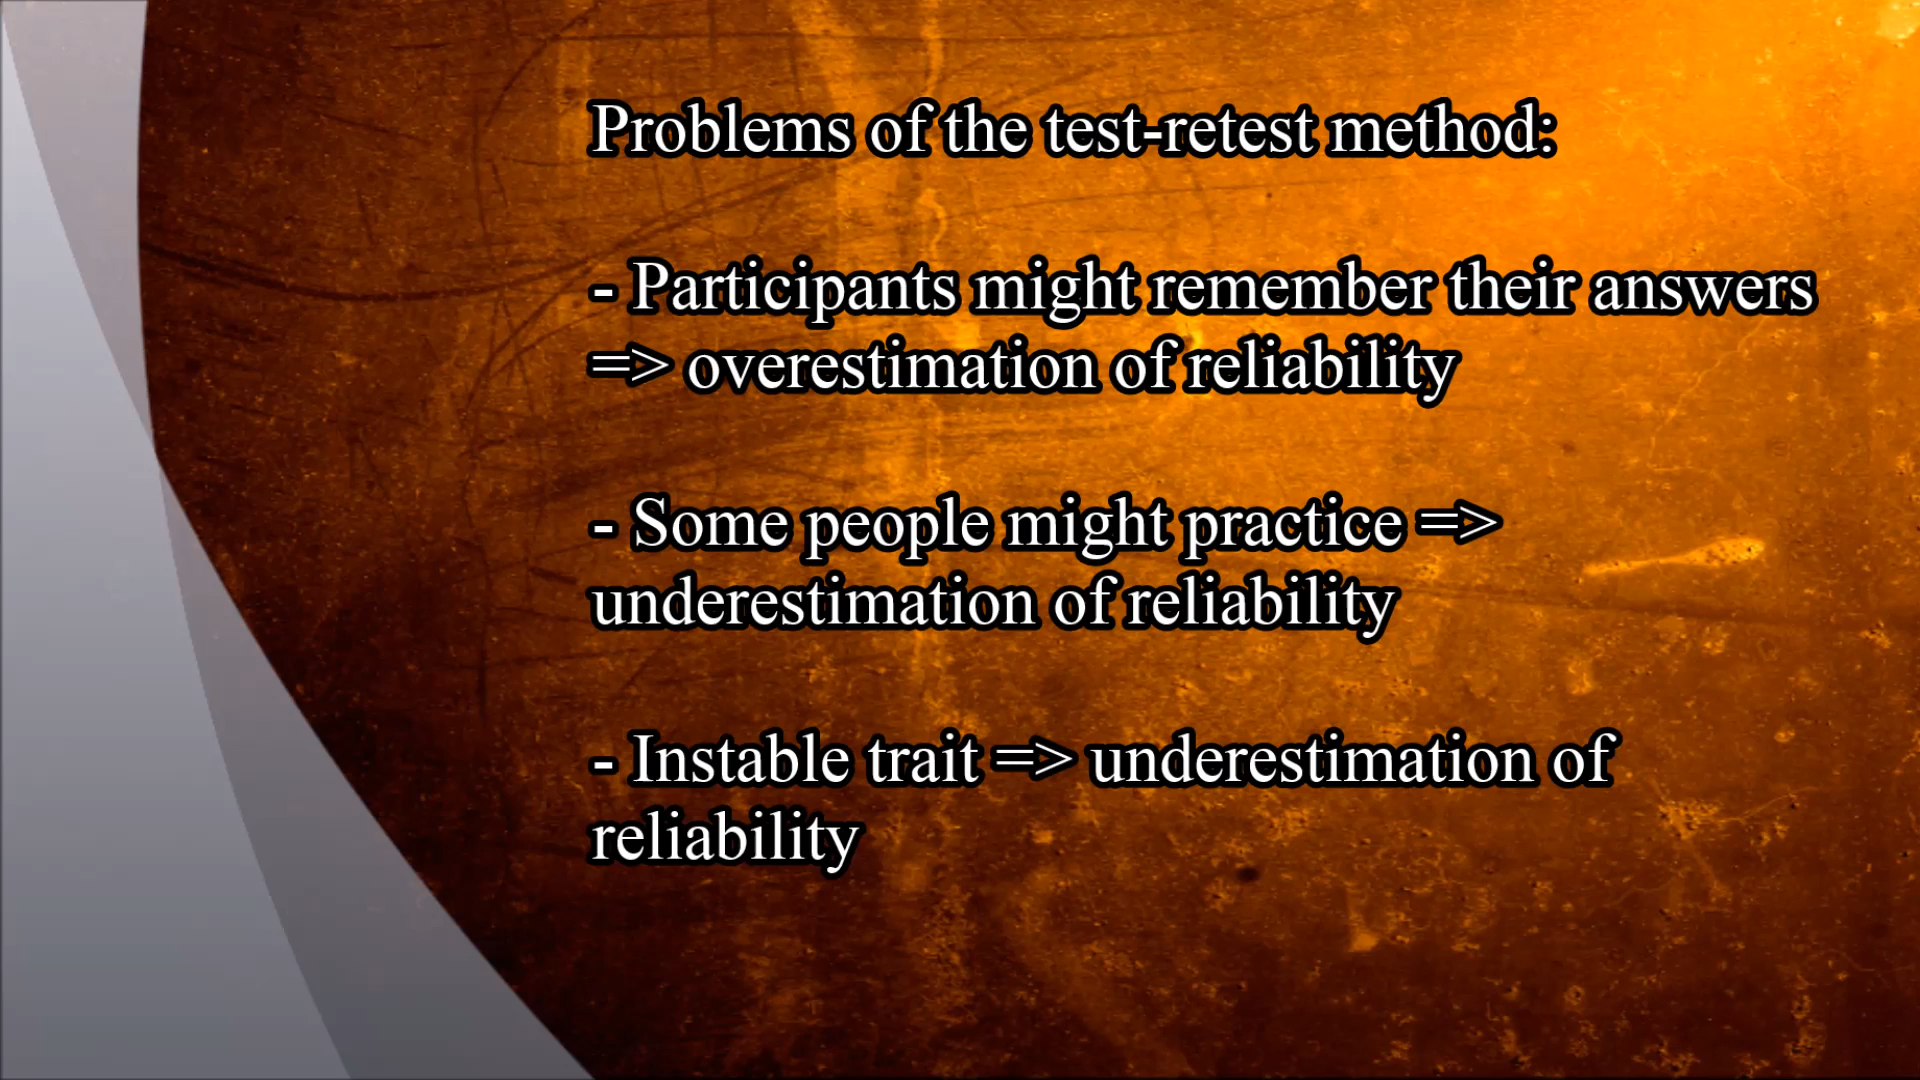 Problems of the test-retest method:
- Participants might remember their answers
=> overestimation of reliability
- Some people might practice =>
underestimation of reliability
- Instable trait => underestimation of
reliability